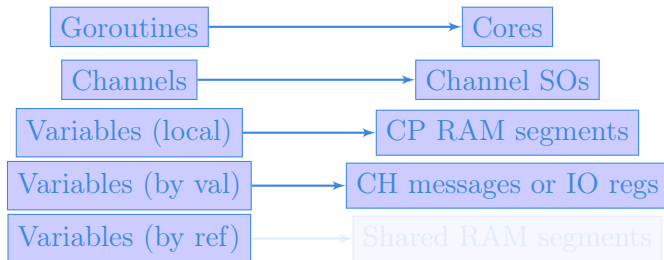 Goroutines Cores
Channels Channel SOs
Variables (local) CP RAM segments
Variables (by val) CH messages or IO regs
Variables (by ref) Shared RAM segments